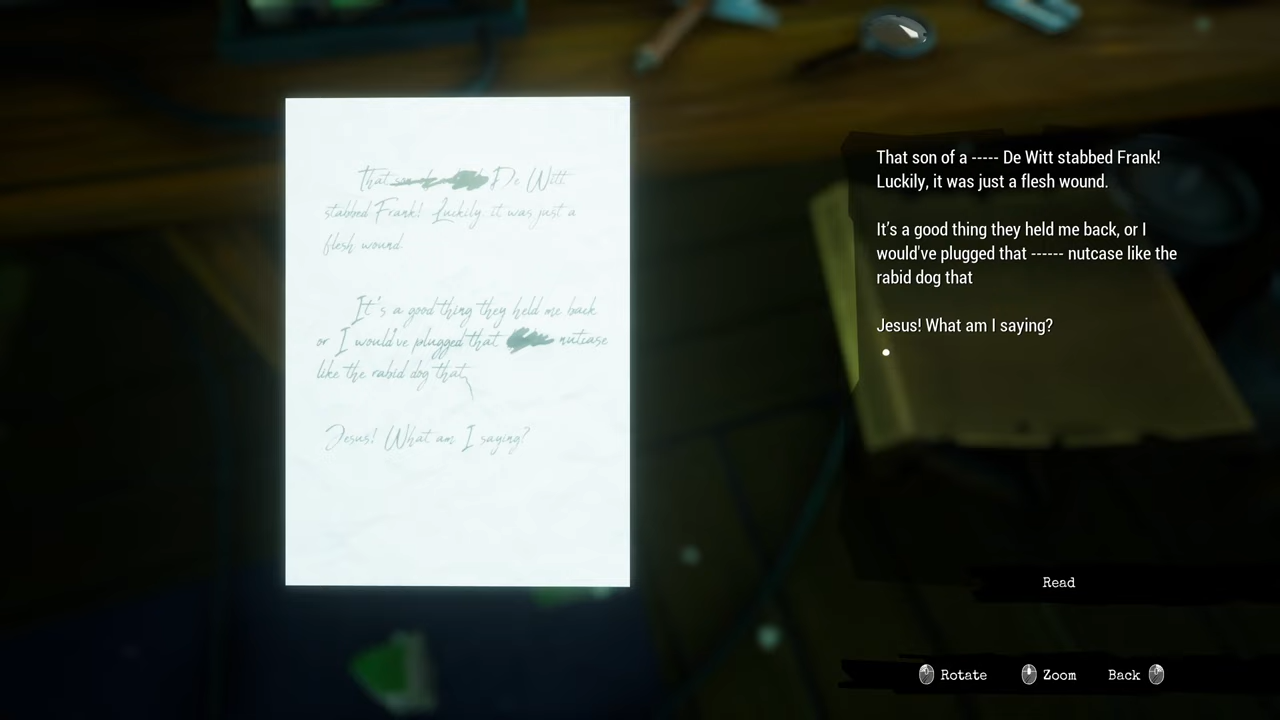 That De Witt
stabbed Frank! Luckily, it was just a
flesh wound.
It's a good thing they held me back
or I would've plugged that nutcase
like the rabid dog that
Jesus! What am I saying?
That son of a ----- De Witt stabbed Frank!
Luckily, it was just a flesh wound.
It's a good thing they held me back, or I
would've plugged that ------ nutcase like the
rabid dog that
Jesus! What am I saying?
Read
Rotate Zoom Back